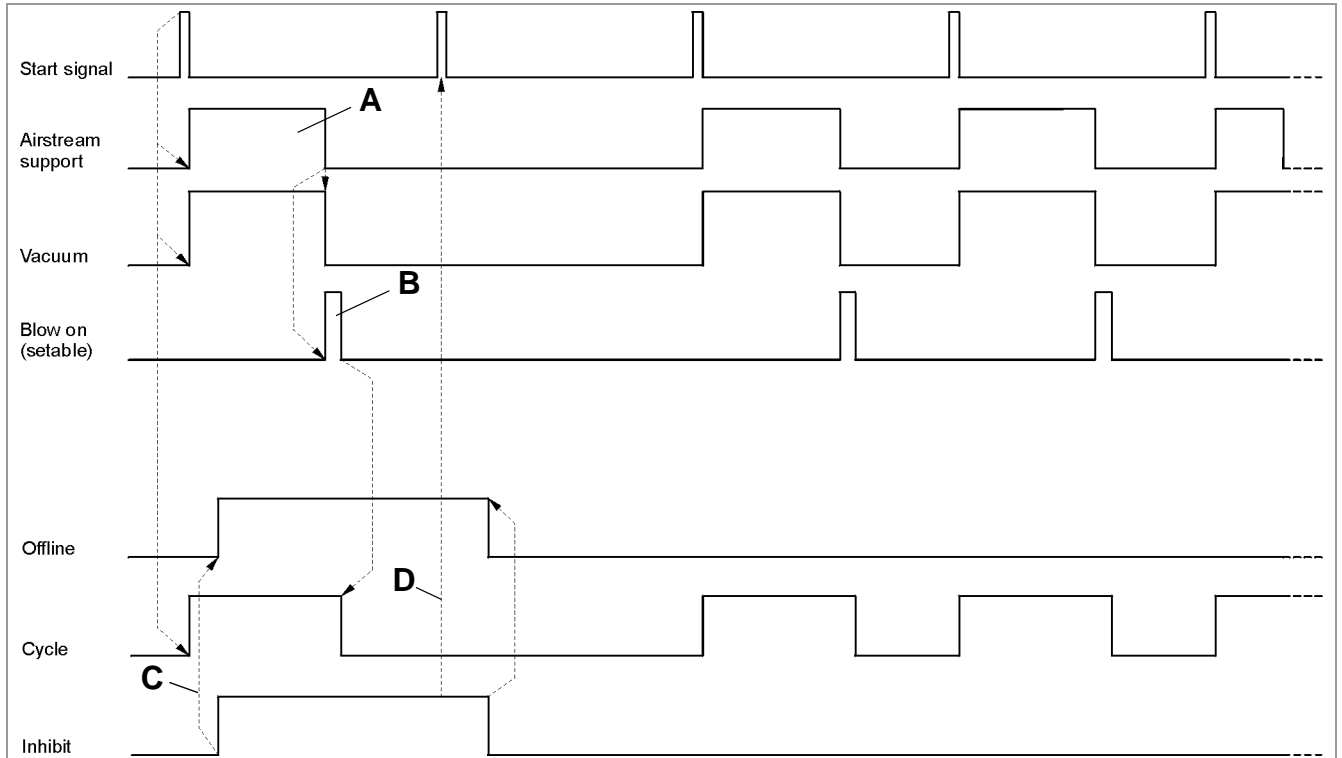 Start signal
A
Airstream
support
Vacuum
B
Blow on
(setable)
Offline
D
Cycle
C
Inhibit